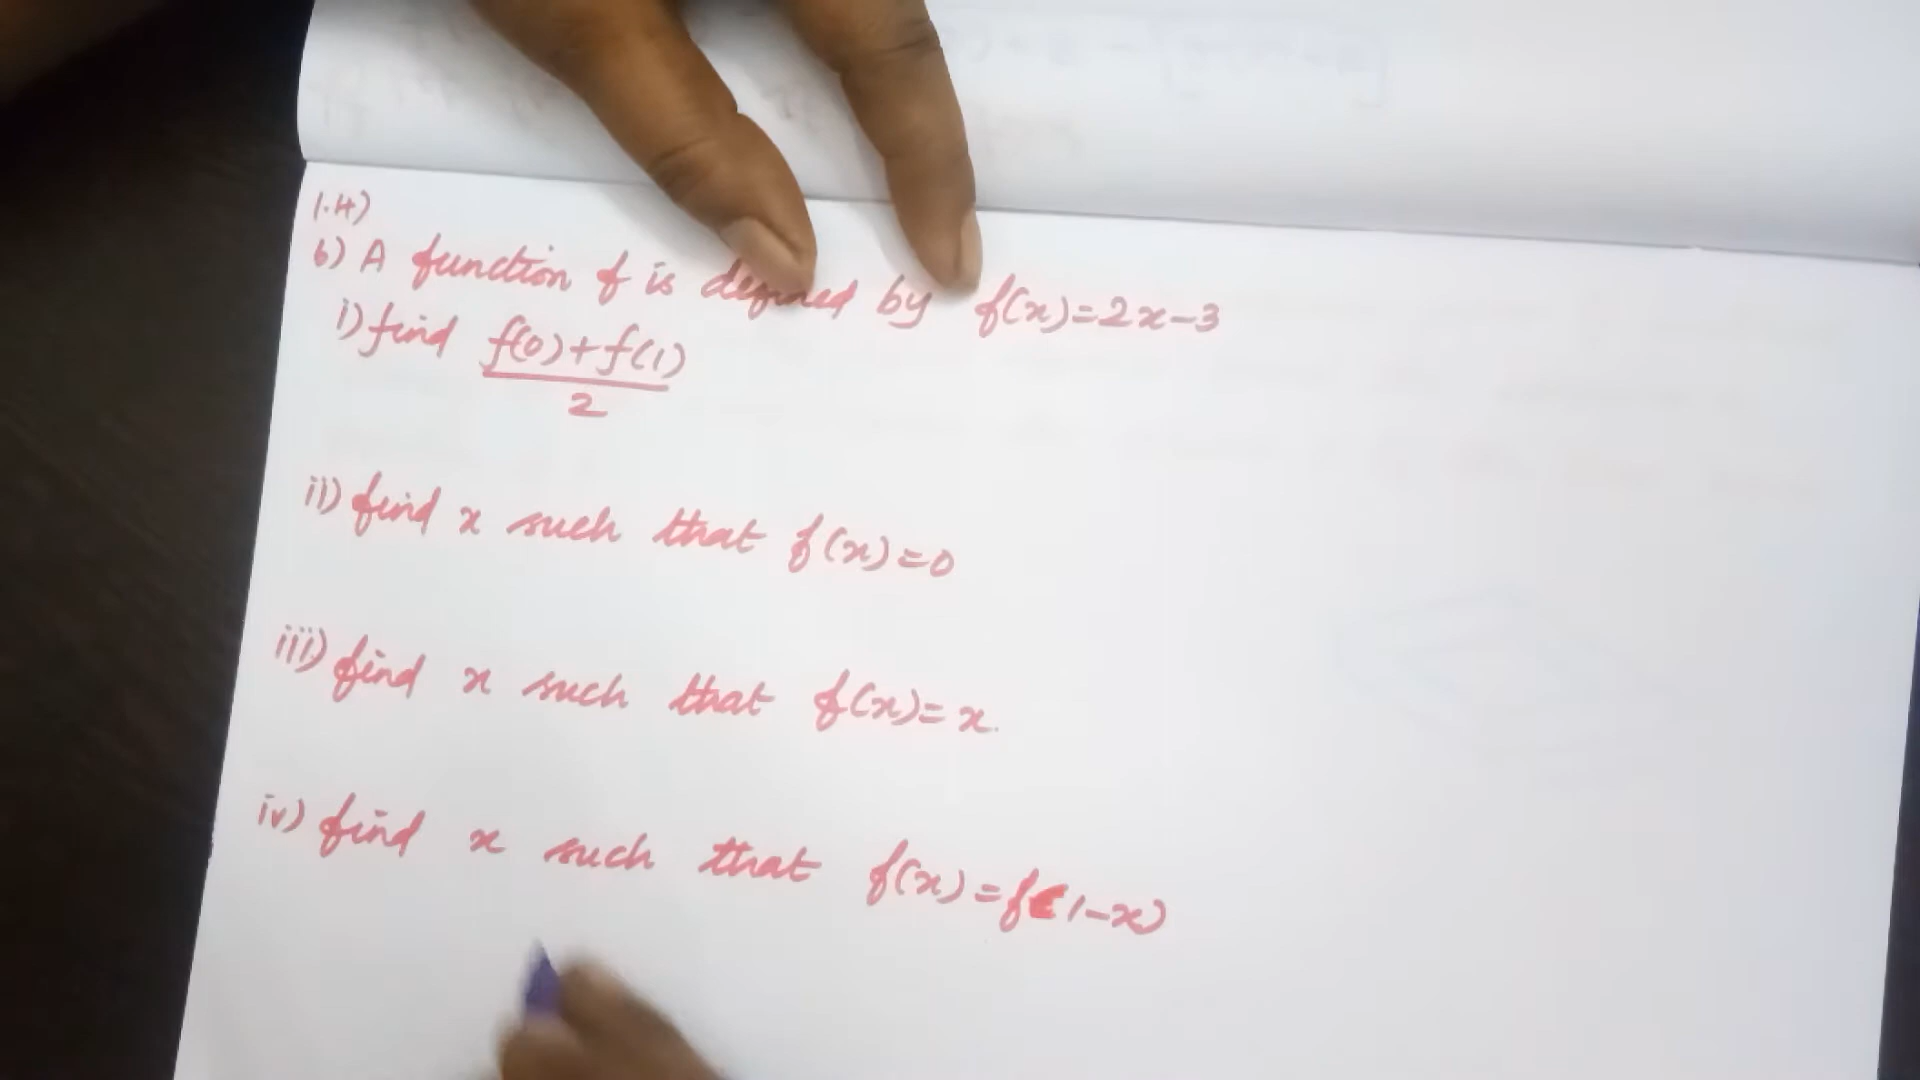 1.4)
6) A function f is defined by f(x)=2x-3
i) find f(0)+f(1)
2
ii) find x such that f(x)=0
iii) find x such that f(x)=x.
iv) find x such that f(x)=f(1-x)